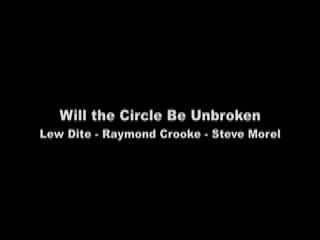 Will the Circle Be Unbroken
Lew Dite - Raymond Crooke - Steve Morel